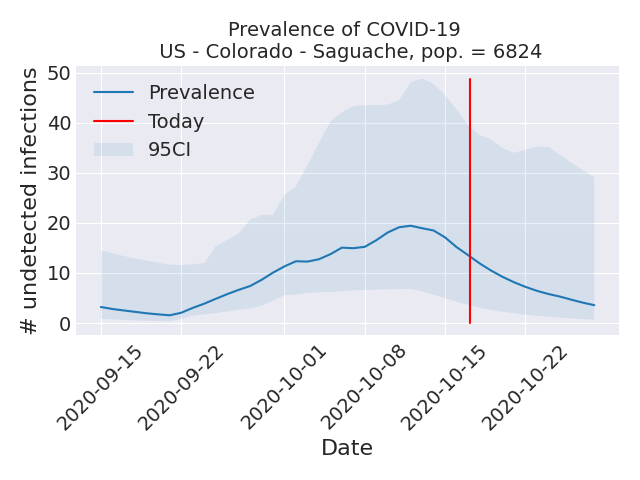 Prevalence of COVID-19
US - Colorado - Saguache, pop. = 6824
# undetected infections
50
40
30
20
10
0
Prevalence
Today
95CI
2020-09-15
2020-09-22
2020-10-01
2020-10-08
2020-10-15
2020-10-22
Date